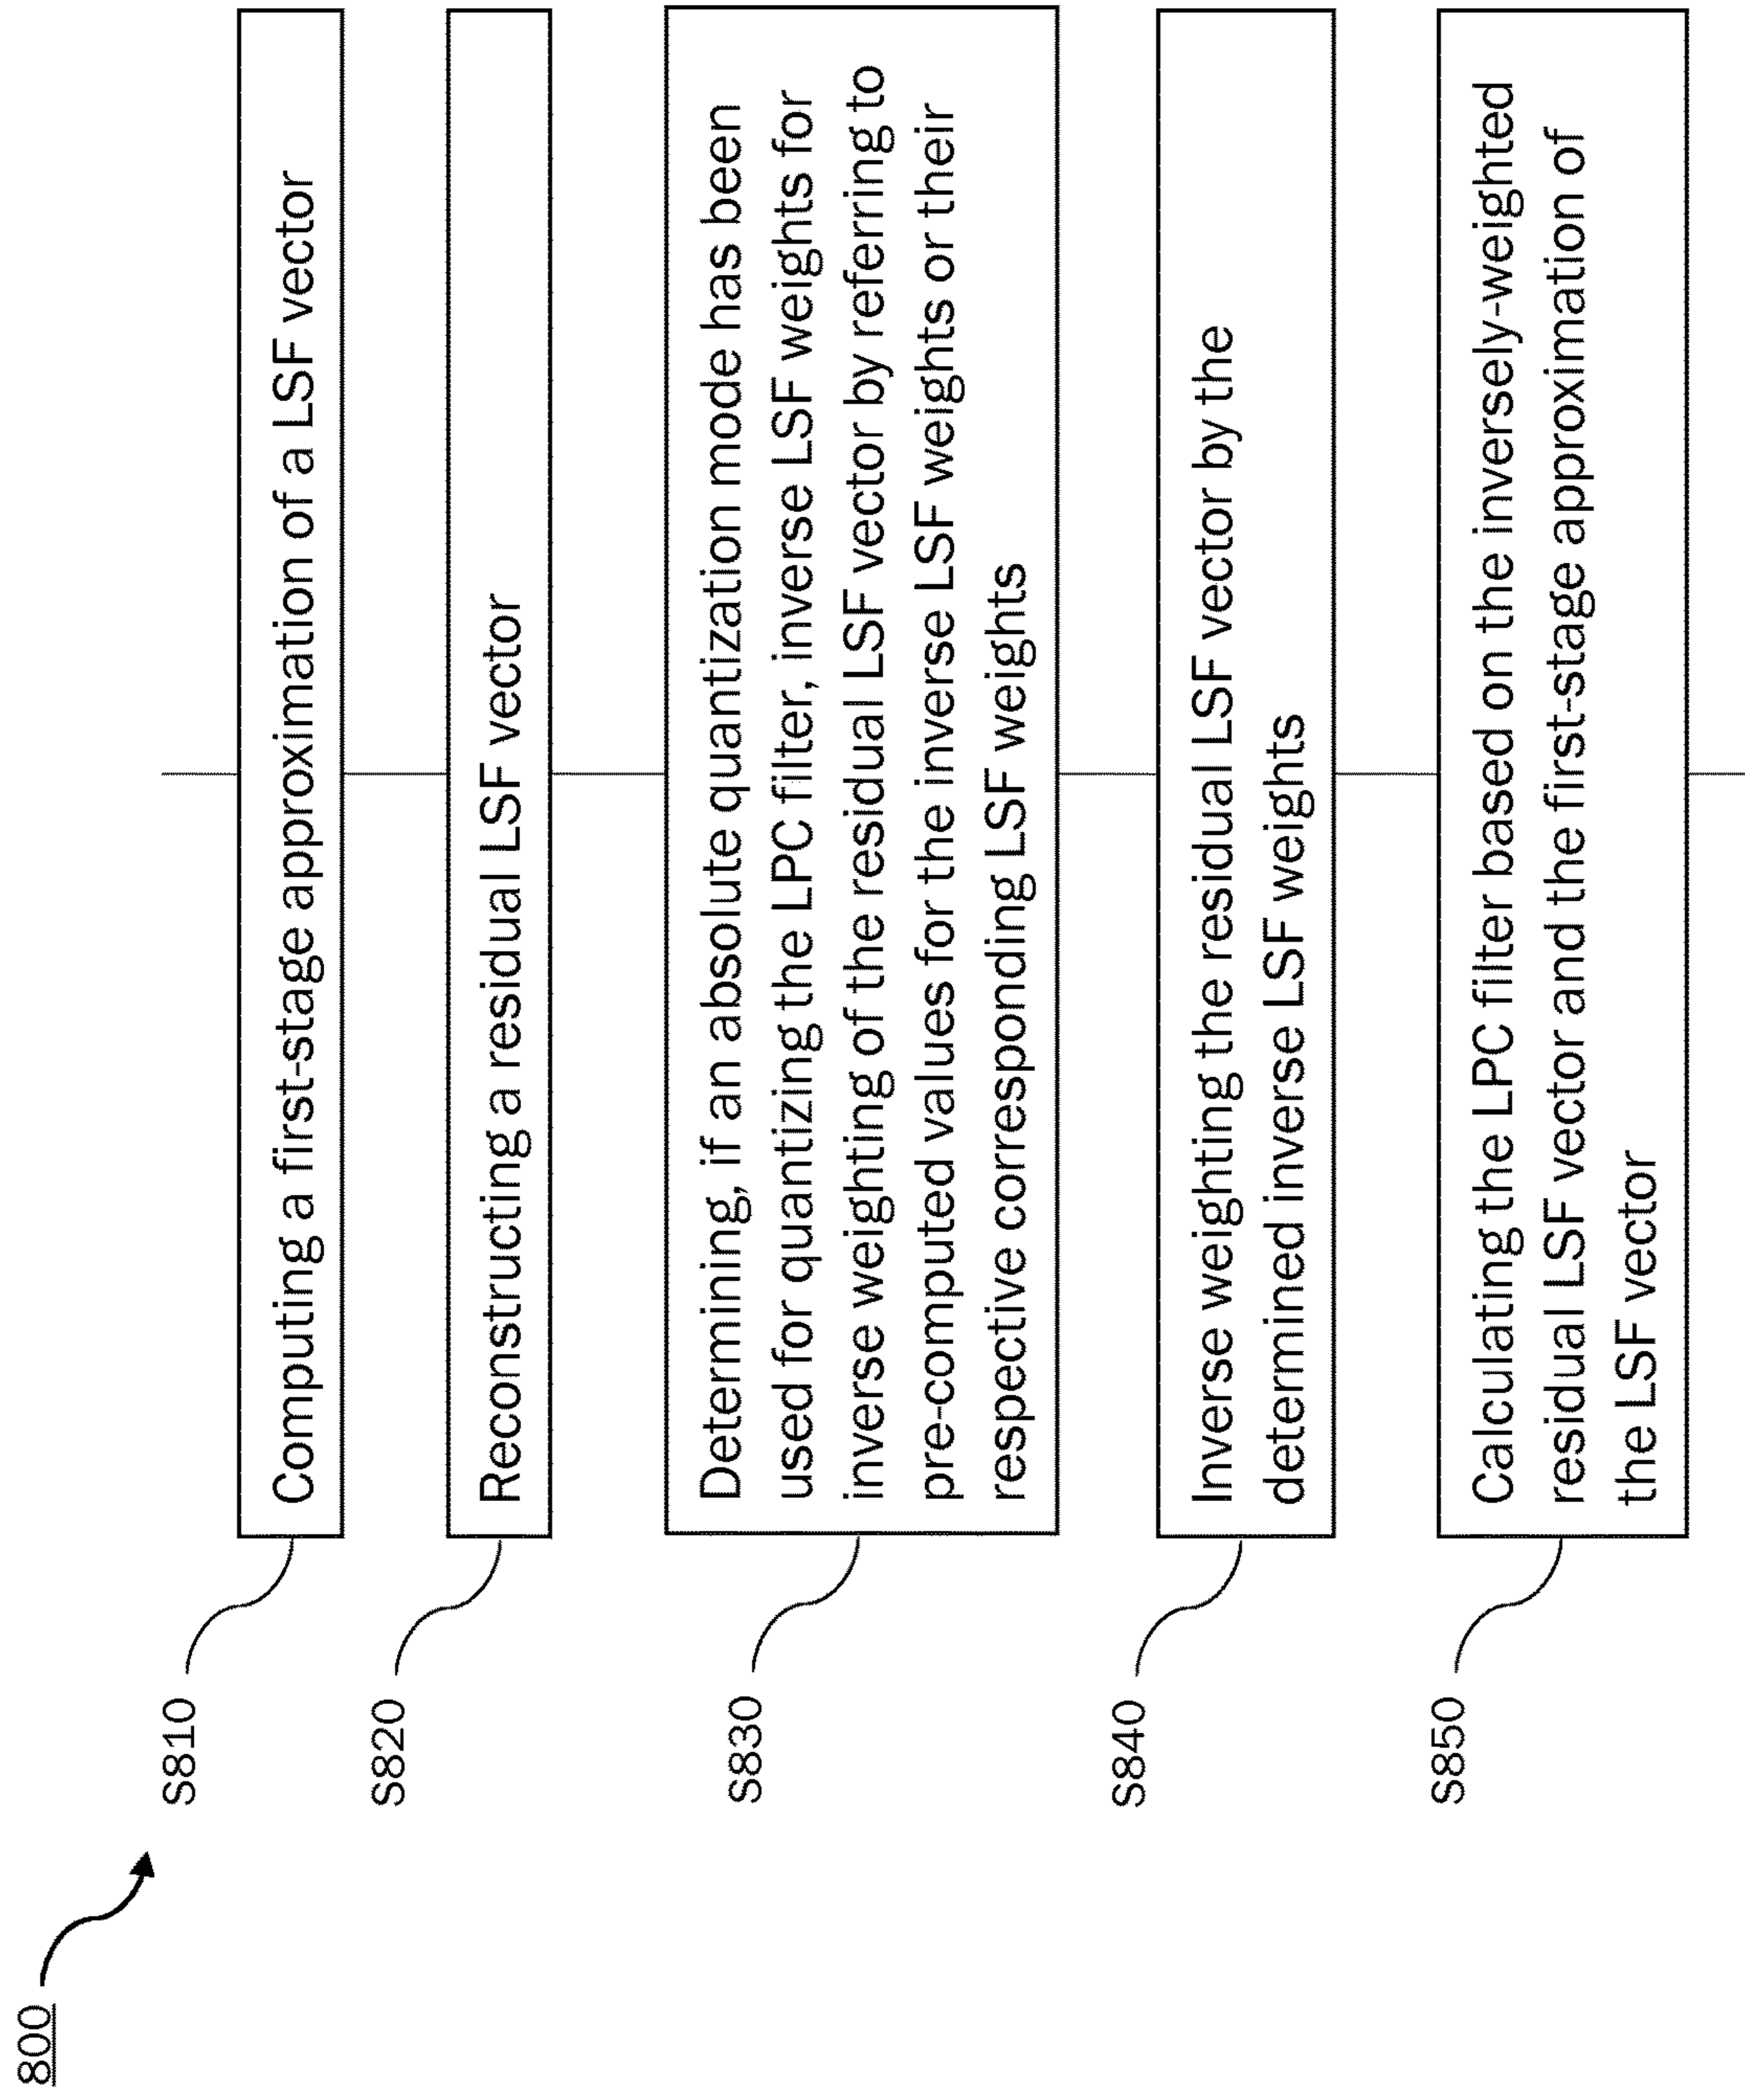 800
S810
Computing a first-stage approximation of a LSF vector
S820
Reconstructing a residual LSF vector
S830
Determining, if an absolute quantization mode has been
used for quantizing the LPC filter, inverse LSF weights for
inverse weighting of the residual LSF vector by referring to
pre-computed values for the inverse LSF weights or their
respective corresponding LSF weights
S840
Inverse weighting the residual LSF vector by the
determined inverse LSF weights
S850
Calculating the LPC filter based on the inversely-weighted
residual LSF vector and the first-stage approximation of
the LSF vector